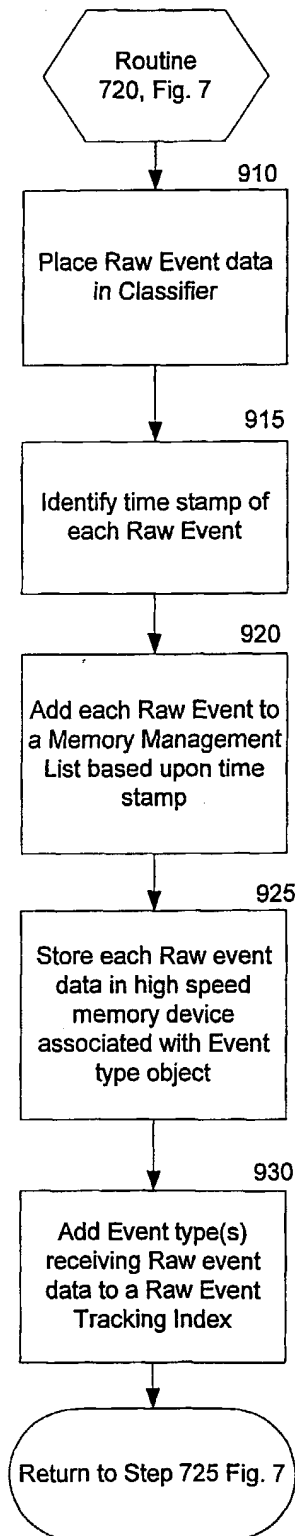 Routine
720, Fig. 7
910
Place Raw Event data
in Classifier
915
Identify time stamp of
each Raw Event
920
Add each Raw Event to
a Memory Management
List based upon time
stamp
925
Store each Raw event
data in high speed
memory device
associated with Event
type object
930
Add Event type(s)
receiving Raw event
data to a Raw Event
Tracking Index
Return to Step 725 Fig. 7